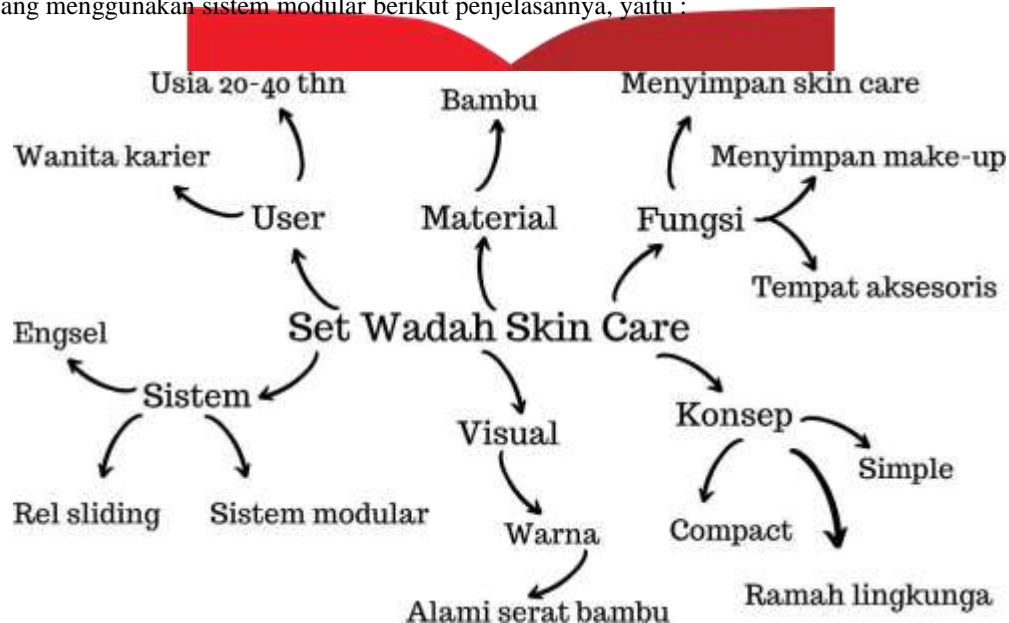 ang menggunakan sistem modular berikut penjelasannya, yaitu :
Usia 20-40 thn
Bambu
Menyimpan skin care
Wanita karier
Menyimpan make-up
User
Material
Fungsi
Tempat aksesoris
Engsel
Set Wadah Skin Care
Sistem
Konsep
Visual
Simple
Rel sliding
Sistem modular
Warna
Compact
Ramah lingkunga
Alami serat bambu